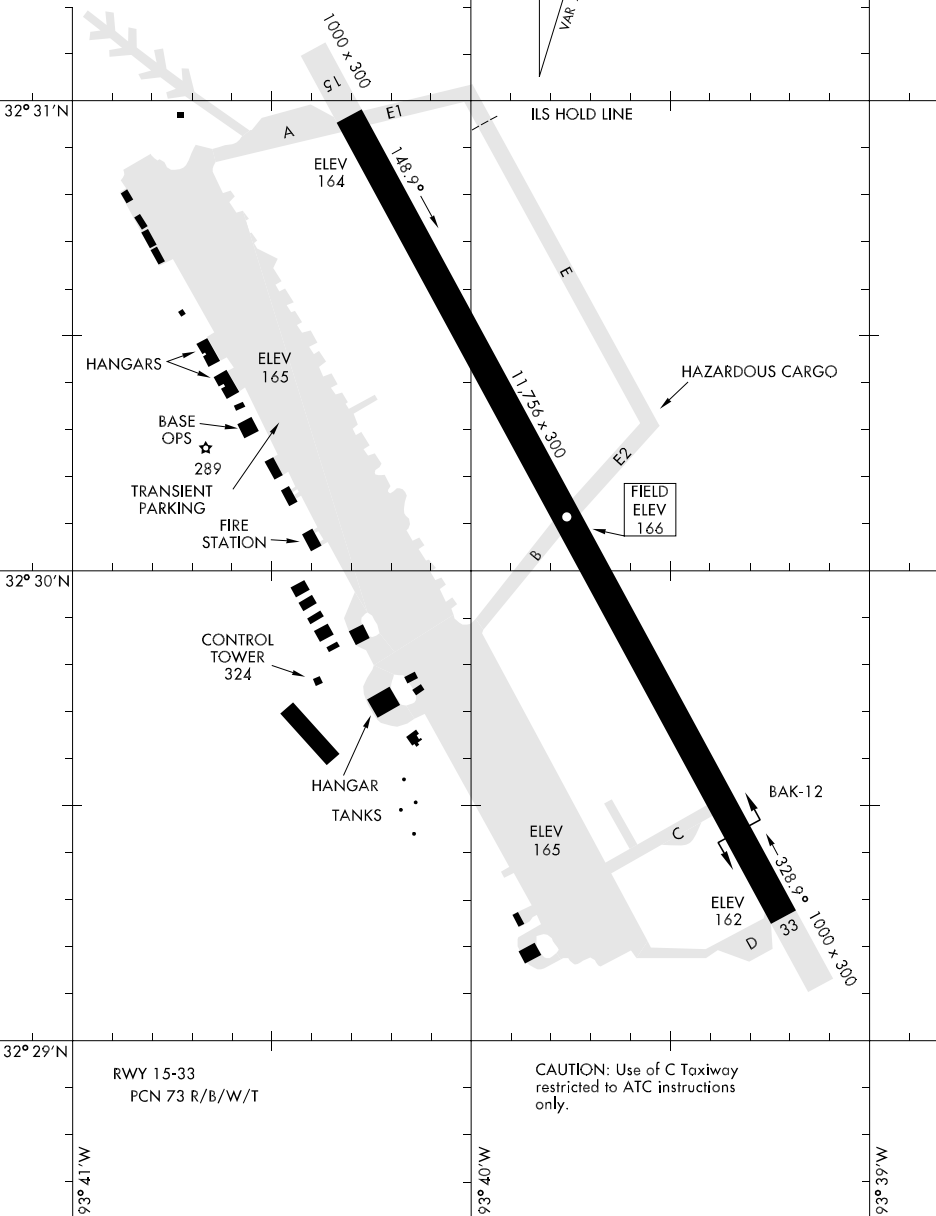 VAR
1000 x 300
15
32° 31'N
E1
ILS HOLD LINE
A
ELEV
164
148.9°
E
HANGARS
ELEV
165
HAZARDOUS CARGO
11,756 x 300
BASE
OPS
289
E2
TRANSIENT
PARKING
FIELD
ELEV
166
FIRE
STATION
B
32° 30'N
CONTROL
TOWER
324
HANGAR
TANKS
BAK-12
ELEV
165
C
328.9°
ELEV
162
33
D
1000 x 300
32° 29'N
RWY 15-33
PCN 73 R/B/W/T
CAUTION: Use of C Taxiway
restricted to ATC instructions
only.
93° 41'W
93° 40'W
93° 39'W